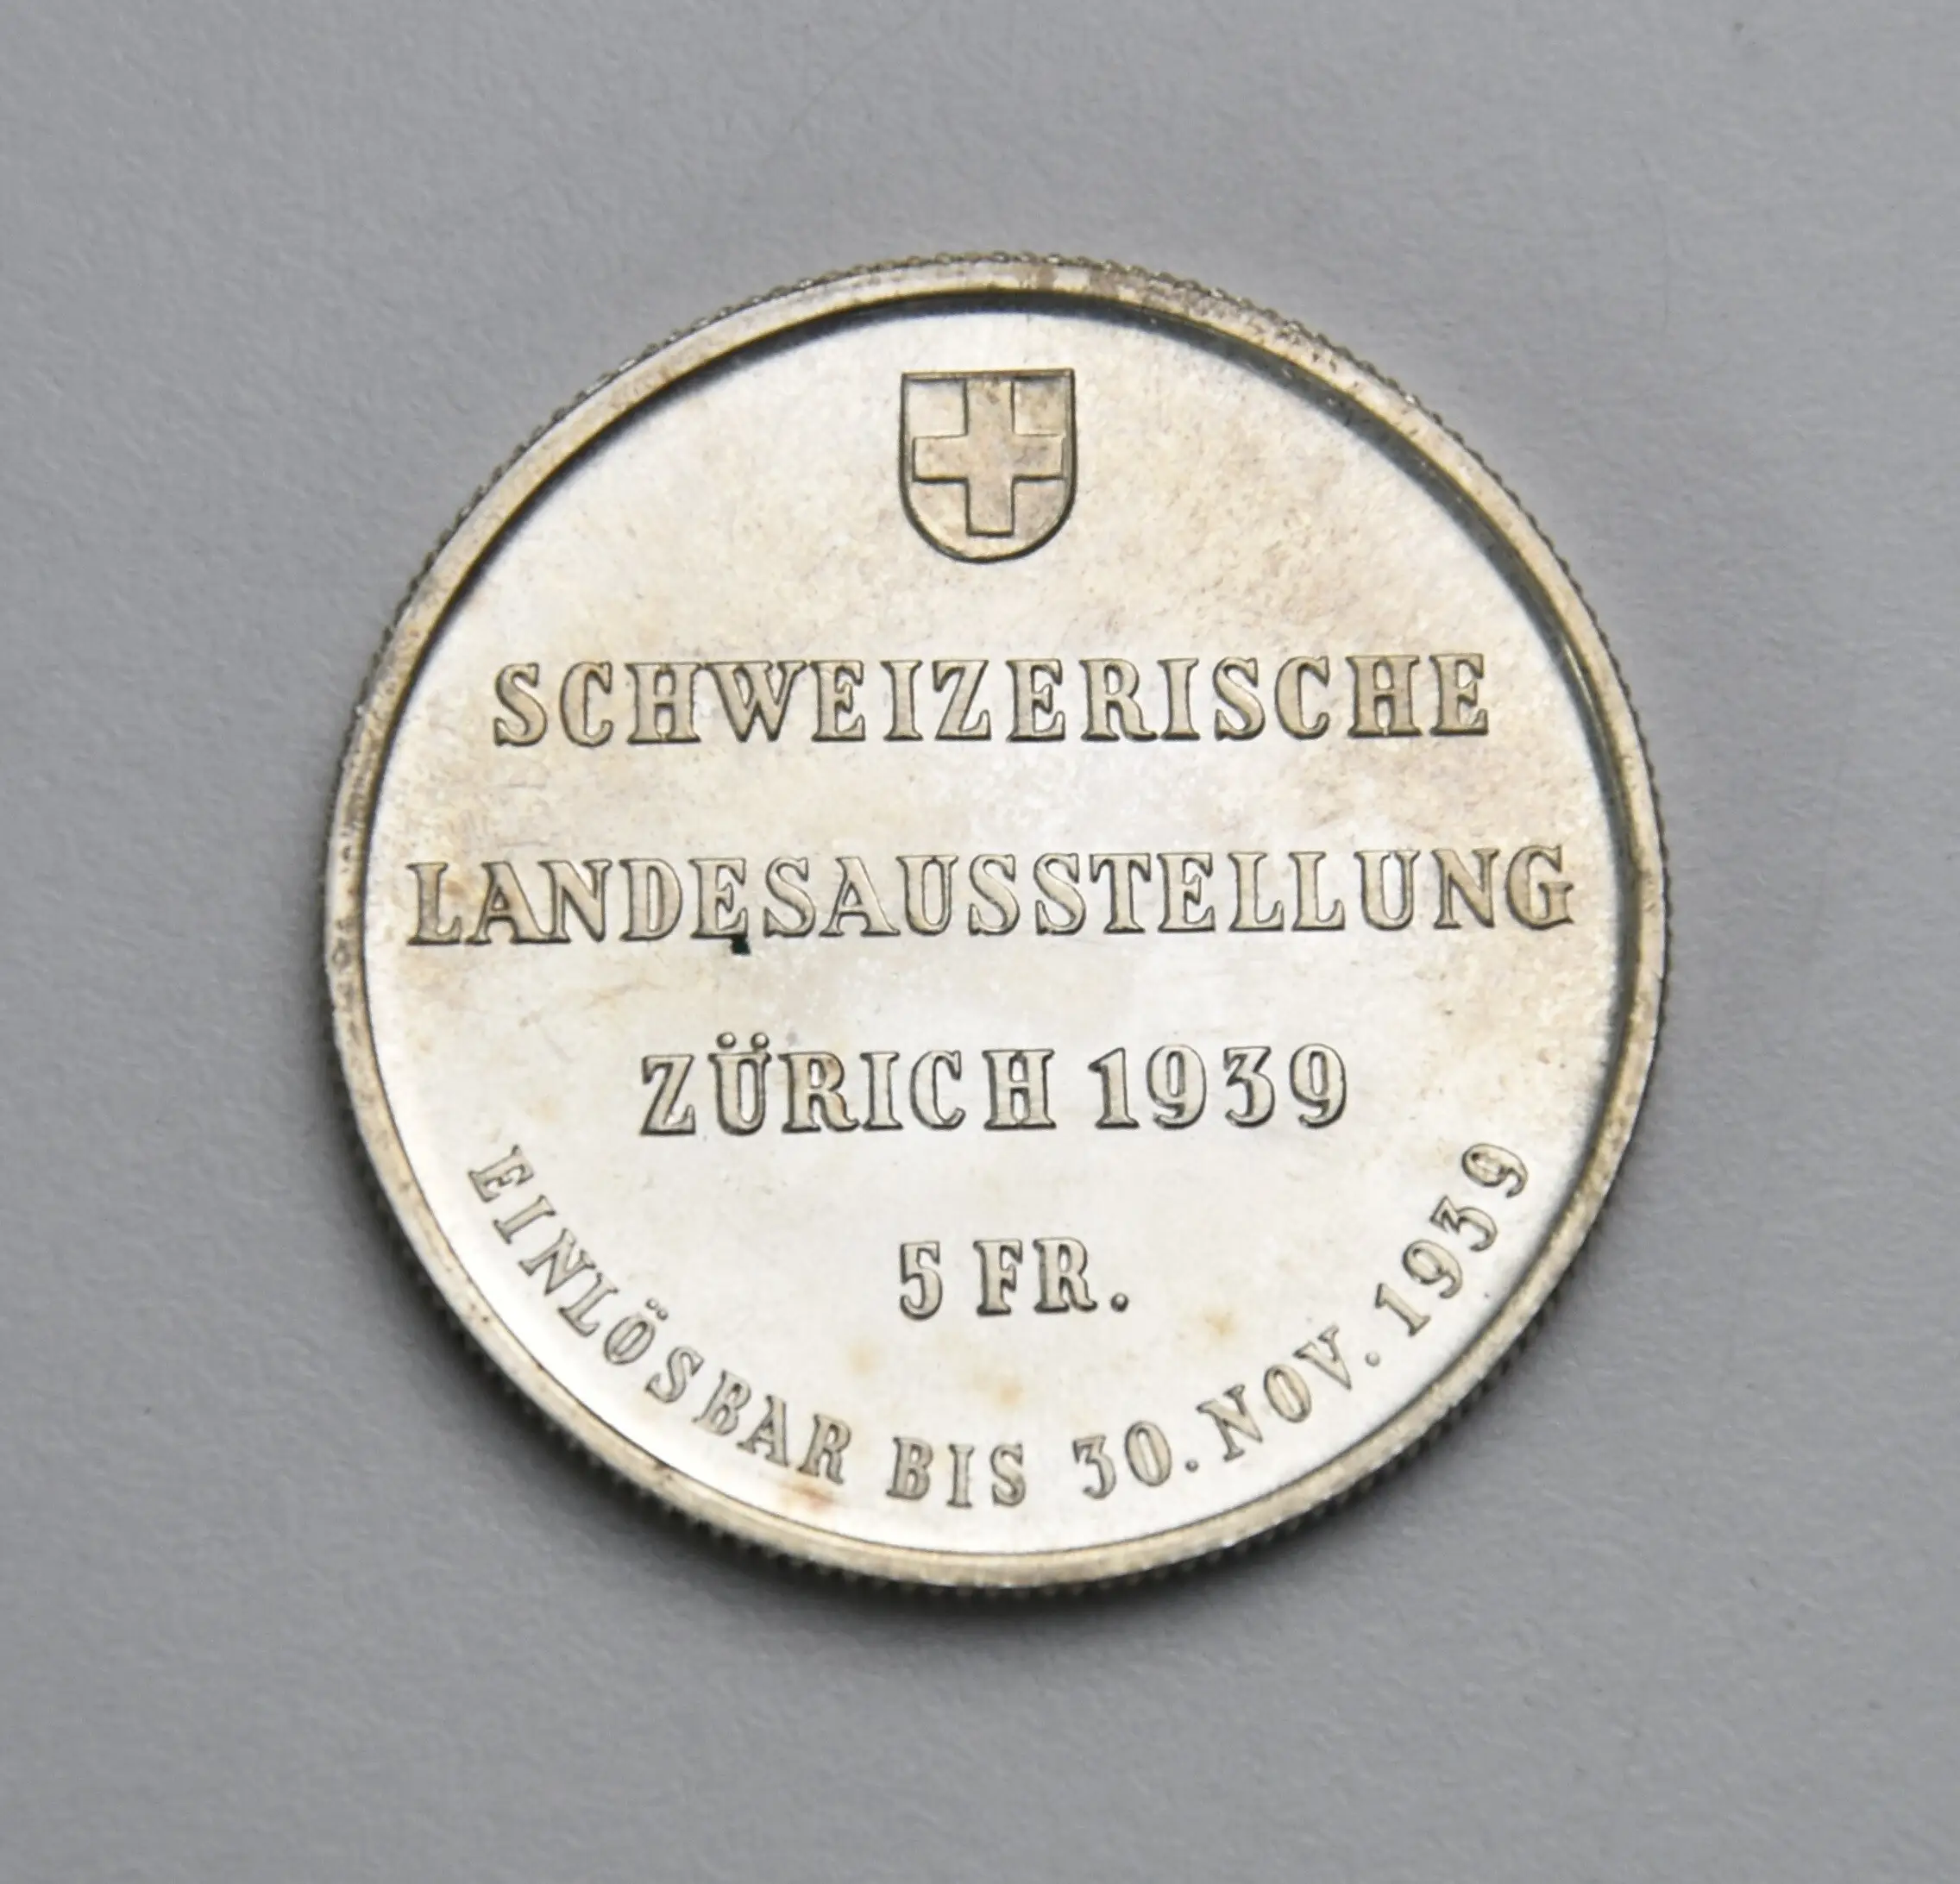 SCHWEIZERISCHE
LANDESAUSSTELLUNG
ZÜRICH 1939
5 FR.
EINLÖSBAR BIS 30. NOV. 1939